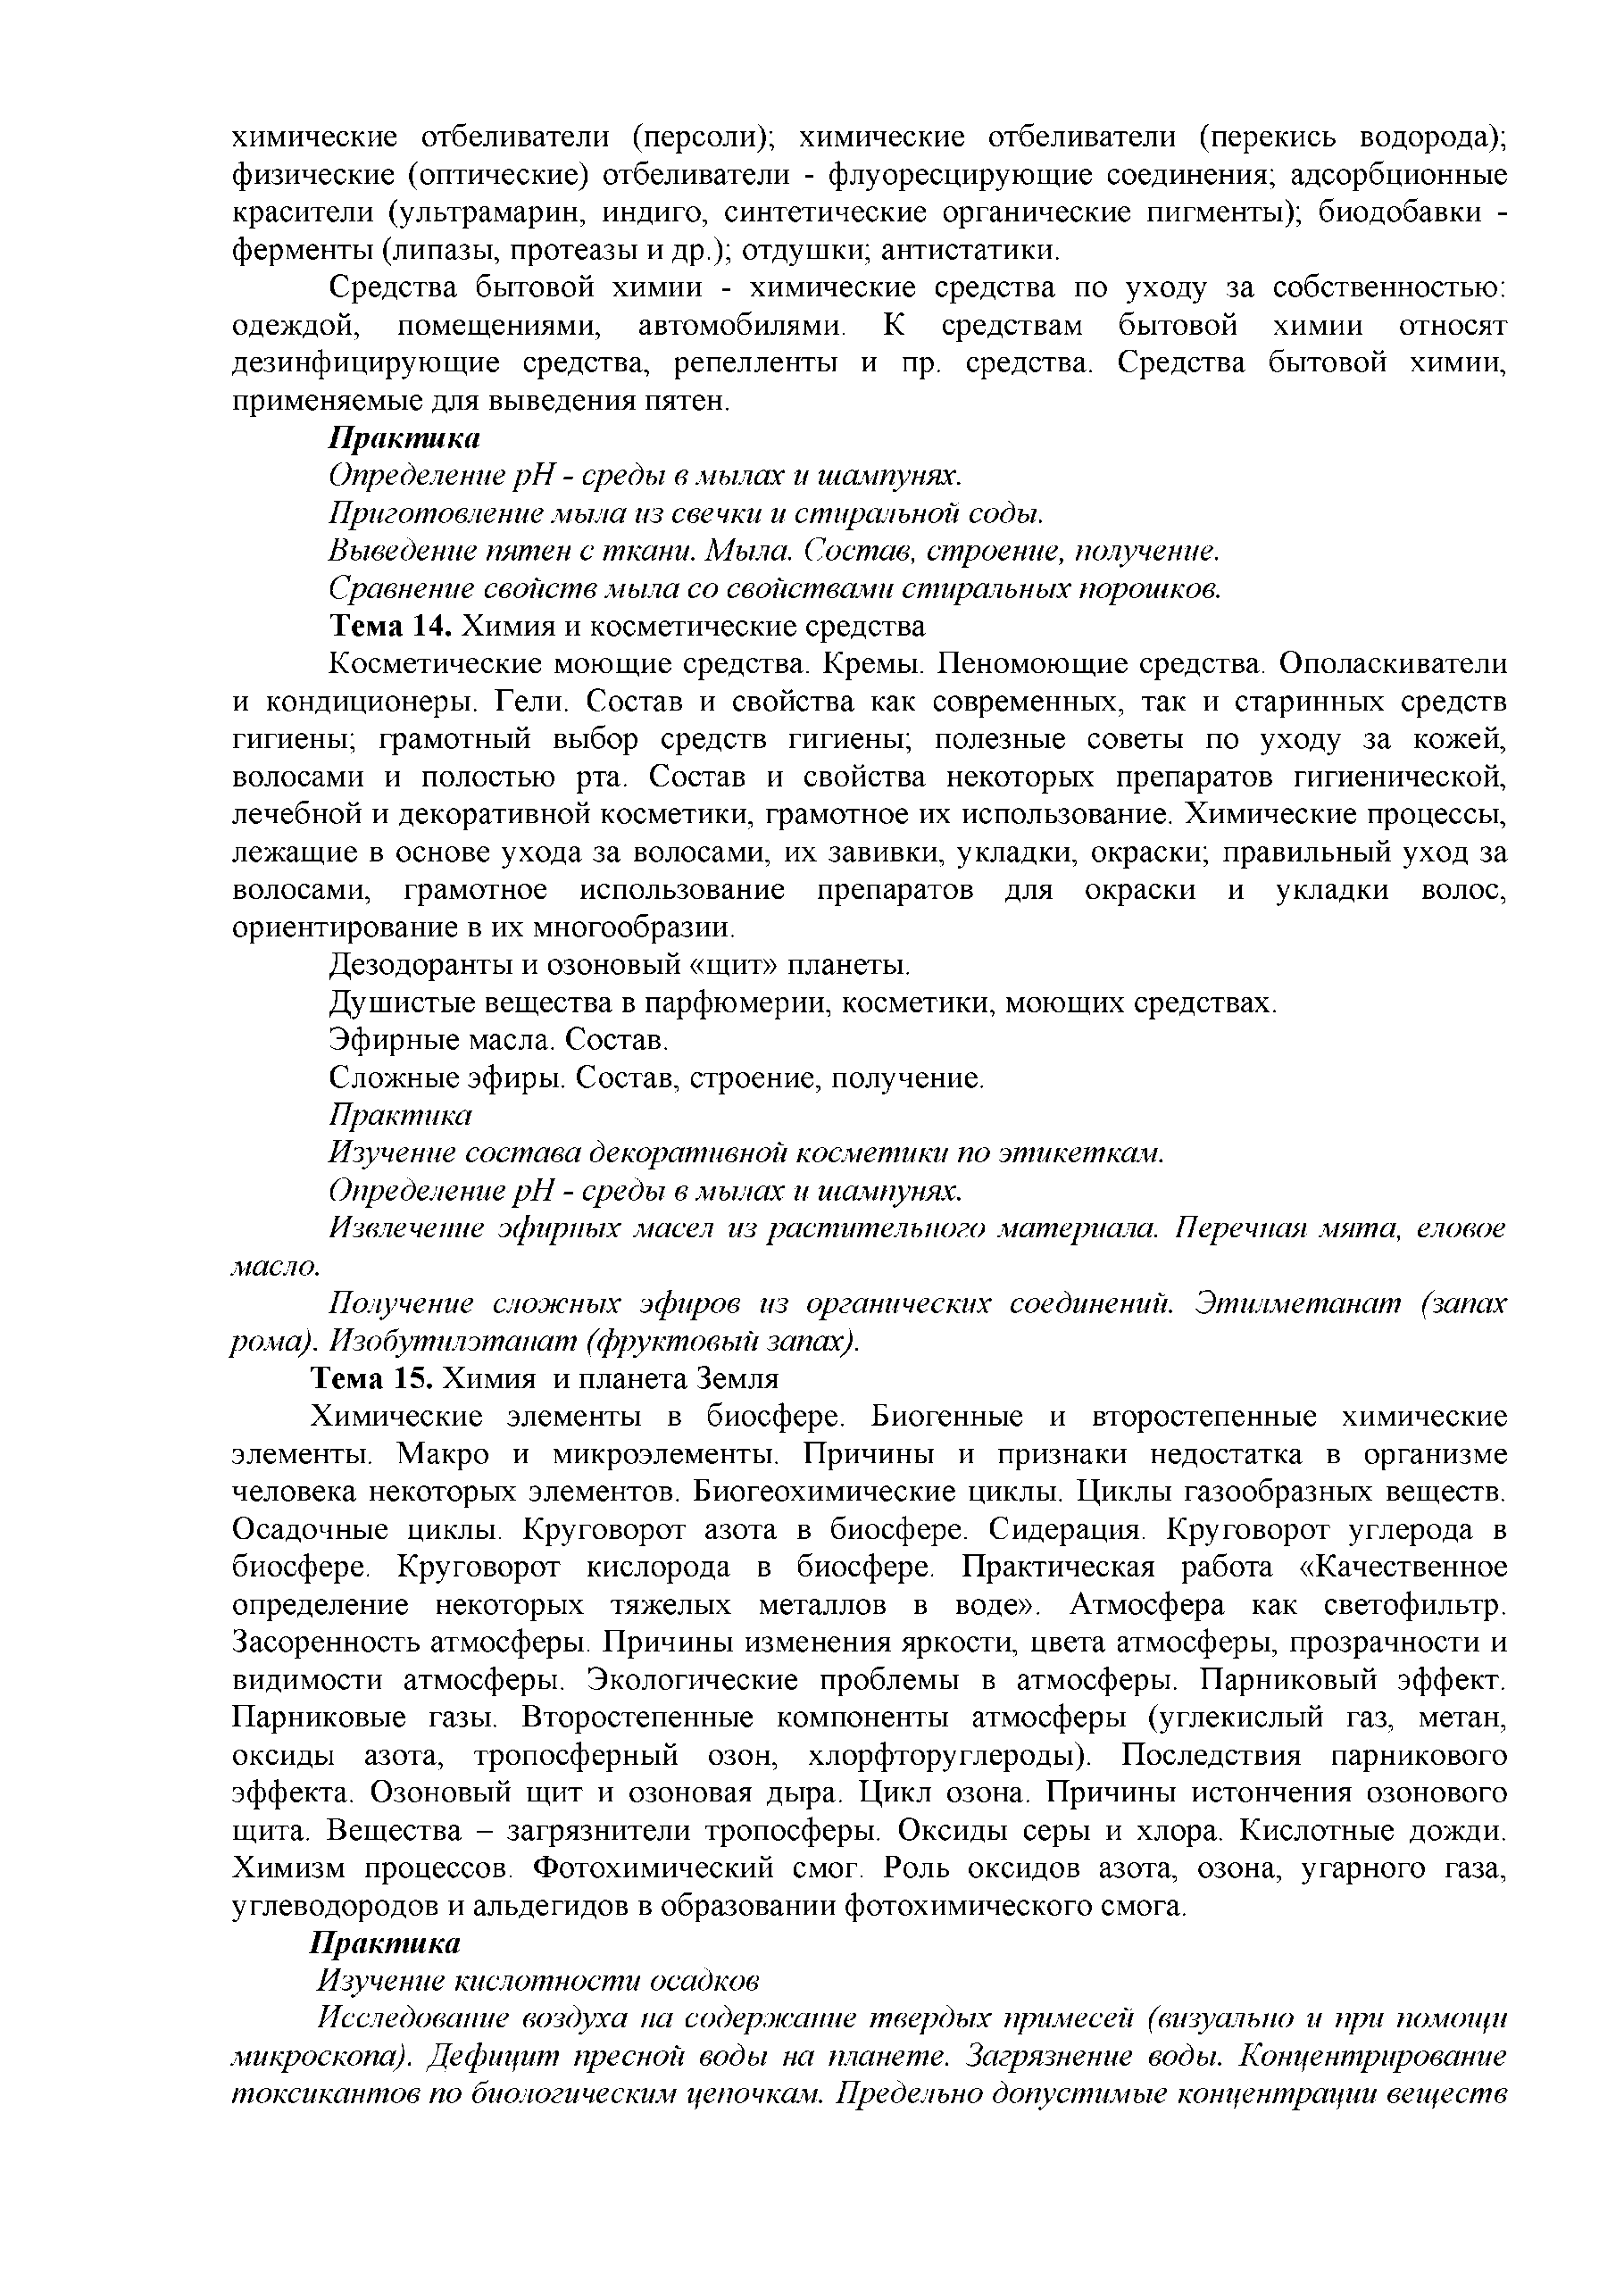 химические отбеливатели (персоли); химические отбеливатели (перекись водорода);
физические (оптические) отбеливатели - флуоресцирующие соединения; адсорбционные
красители (ультрамарин, индиго, синтетические органические пигменты); биодобавки -
ферменты (липазы, протеазы и др.); отдушки; антистатики.
Средства бытовой химии - химические средства по уходу за собственностью:
одеждой, помещениями, автомобилями. К средствам бытовой химии относят
дезинфицирующие средства, репелленты и пр. средства. Средства бытовой химии,
применяемые для выведения пятен.
Практика
Определение рН - среды в мылах и шампунях.
Приготовление мыла из свечки и стиральной соды.
Выведение пятен с ткани. Мыла. Состав, строение, получение.
Сравнение свойств мыла со свойствами стиральных порошков.
Тема 14. Химия и косметические средства
Косметические моющие средства. Кремы. Пеномоющие средства. Ополаскиватели
и кондиционеры. Гели. Состав и свойства как современных, так и старинных средств
гигиены; грамотный выбор средств гигиены; полезные советы по уходу за кожей,
волосами и полостью рта. Состав и свойства некоторых препаратов гигиенической,
лечебной и декоративной косметики, грамотное их использование. Химические процессы,
лежащие в основе ухода за волосами, их завивки, укладки, окраски; правильный уход за
волосами, грамотное использование препаратов для окраски и укладки волос,
ориентирование в их многообразии.
Дезодоранты и озоновый «щит» планеты.
Душистые вещества в парфюмерии, косметики, моющих средствах.
Эфирные масла. Состав.
Сложные эфиры. Состав, строение, получение.
Практика
Изучение состава декоративной косметики по этикеткам.
Определение рН - среды в мылах и шампунях.
Извлечение эфирных масел из растительного материала. Перечная мята, еловое
масло.
Получение сложных эфиров из органических соединений. Этилметанат (запах
рома). Изобутилэтанат (фруктовый запах).
Тема 15. Химия и планета Земля
Химические элементы в биосфере. Биогенные и второстепенные химические
элементы. Макро и микроэлементы. Причины и признаки недостатка в организме
человека некоторых элементов. Биогеохимические циклы. Циклы газообразных веществ.
Осадочные циклы. Круговорот азота в биосфере. Сидерация. Круговорот углерода в
биосфере. Круговорот кислорода в биосфере. Практическая работа «Качественное
определение некоторых тяжелых металлов в воде». Атмосфера как светофильтр.
Засоренность атмосферы. Причины изменения яркости, цвета атмосферы, прозрачности и
видимости атмосферы. Экологические проблемы в атмосферы. Парниковый эффект.
Парниковые газы. Второстепенные компоненты атмосферы (углекислый газ, метан,
оксиды азота, тропосферный озон, хлорфторуглероды). Последствия парникового
эффекта. Озоновый щит и озоновая дыра. Цикл озона. Причины истончения озонового
щита. Вещества – загрязнители тропосферы. Оксиды серы и хлора. Кислотные дожди.
Химизм процессов. Фотохимический смог. Роль оксидов азота, озона, угарного газа,
углеводородов и альдегидов в образовании фотохимического смога.
Практика
Изучение кислотности осадков
Исследование воздуха на содержание твердых примесей (визуально и при помощи
микроскопа). Дефицит пресной воды на планете. Загрязнение воды. Концентрирование
токсикантов по биологическим цепочкам. Предельно допустимые концентрации веществ